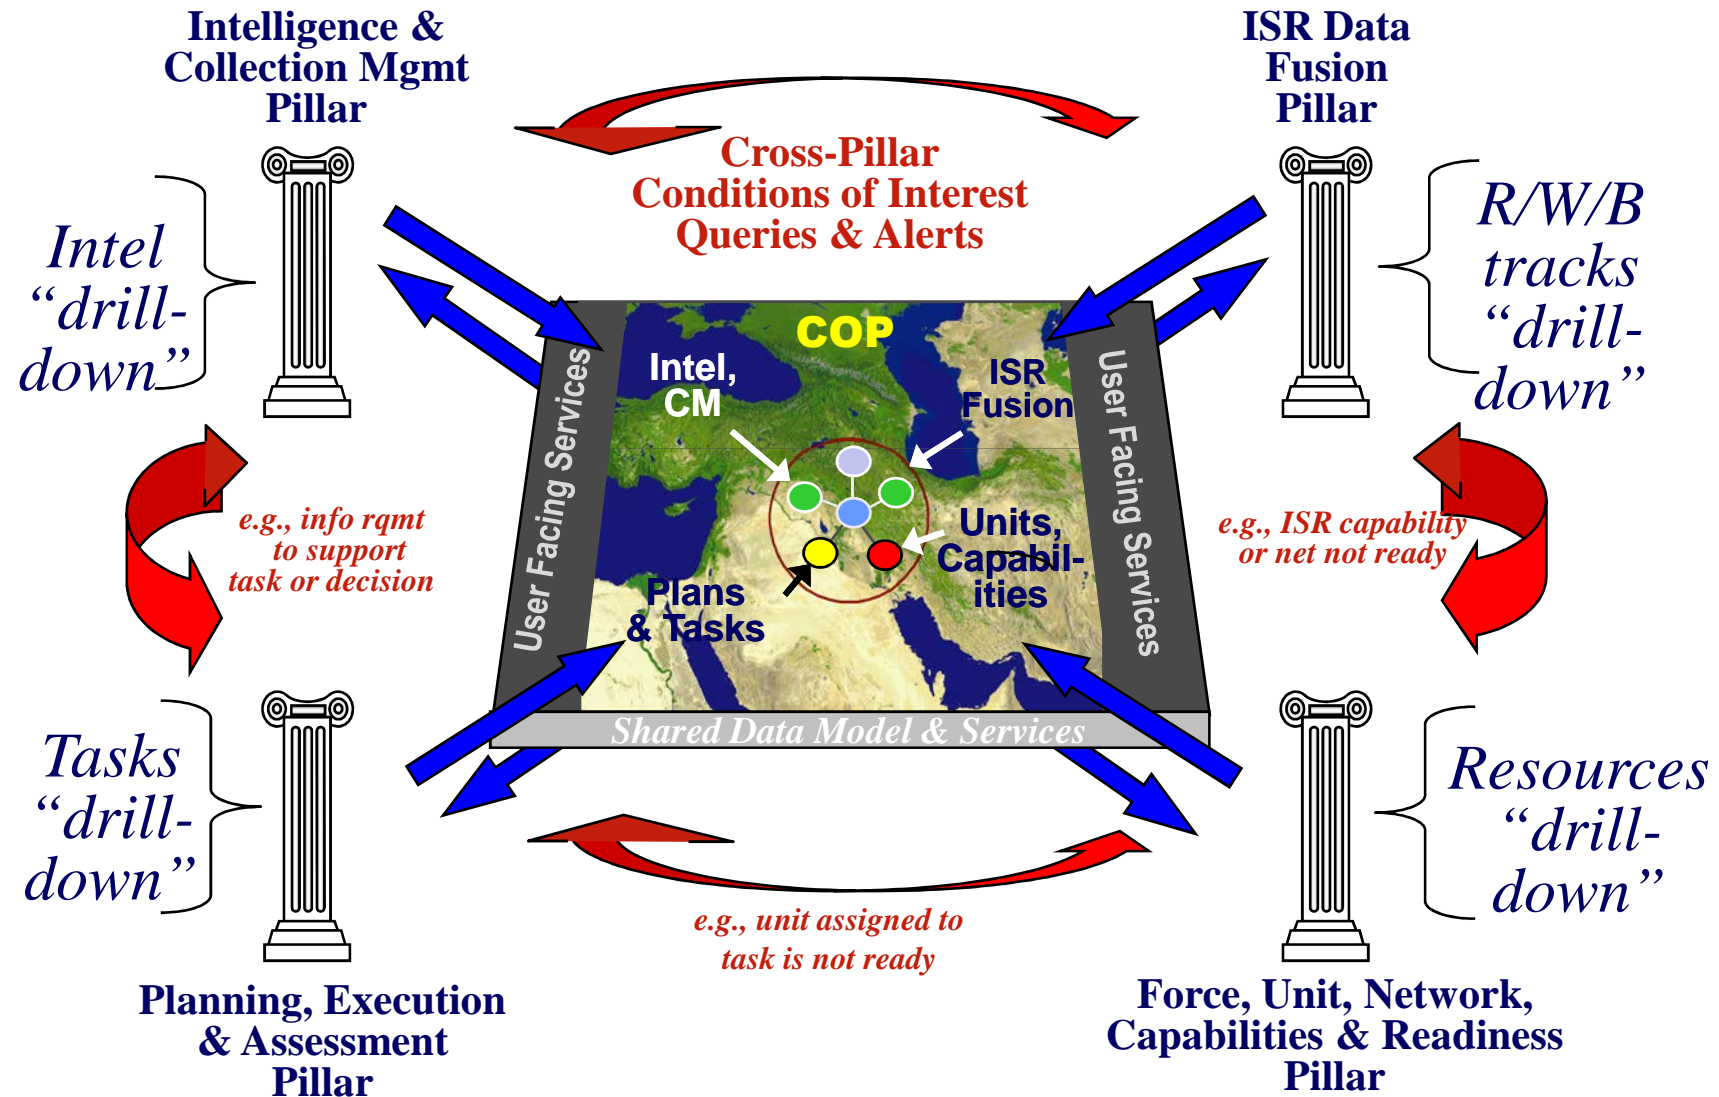 Intelligence &
Collection Mgmt
Pillar
ISR Data
Fusion
Pillar
Cross-Pillar
Conditions of Interest
Queries & Alerts
Intel
“drill-
down”
R/W/B
tracks
“drill-
down”
COP
Intel,
CM
ISR
Fusion
User Facing Services
User Facing Services
Units,
Capabil-
ities
Plans
& Tasks
e.g., info rqmt
to support
task or decision
e.g., ISR capability
or net not ready
Shared Data Model & Services
Tasks
“drill-
down”
Resources
“drill-
down”
e.g., unit assigned to
task is not ready
Planning, Execution
& Assessment
Pillar
Force, Unit, Network,
Capabilities & Readiness
Pillar